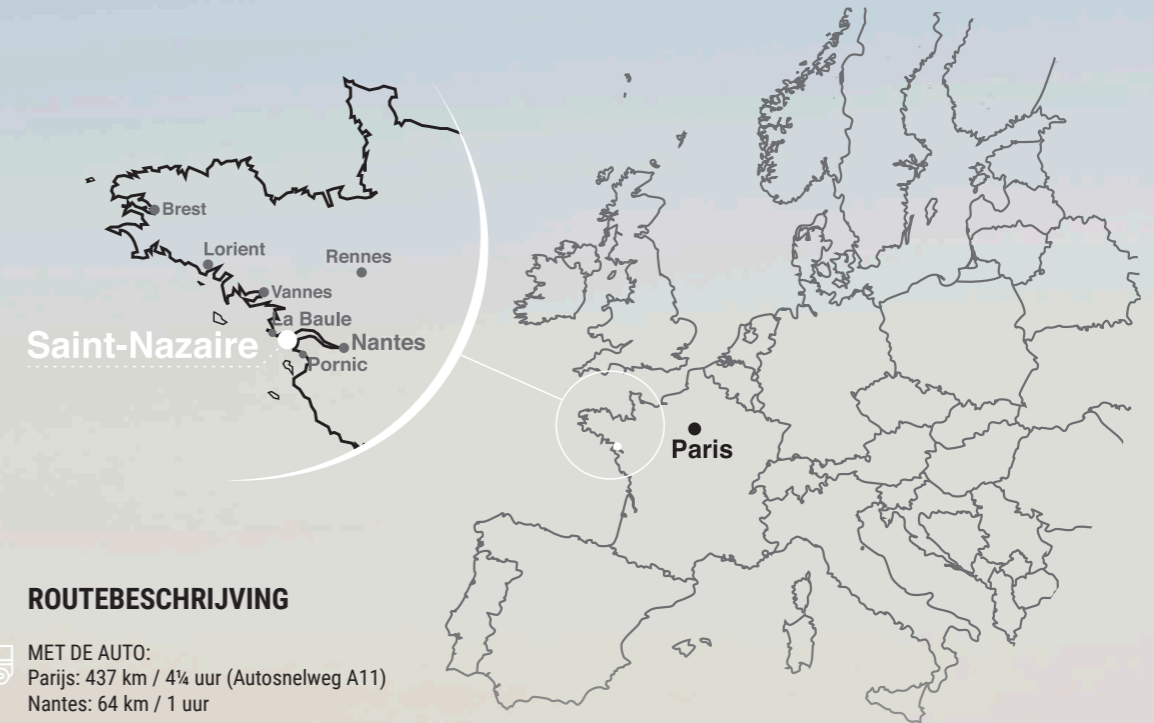 Brest
Lorient
Rennes
Vannes
La Baule
Saint-Nazaire
Nantes
Pornic
Paris
ROUTEBESCHRIJVING
MET DE AUTO:
Parijs: 437 km / 4¼ uur (Autosnelweg A11)
Nantes: 64 km / 1 uur